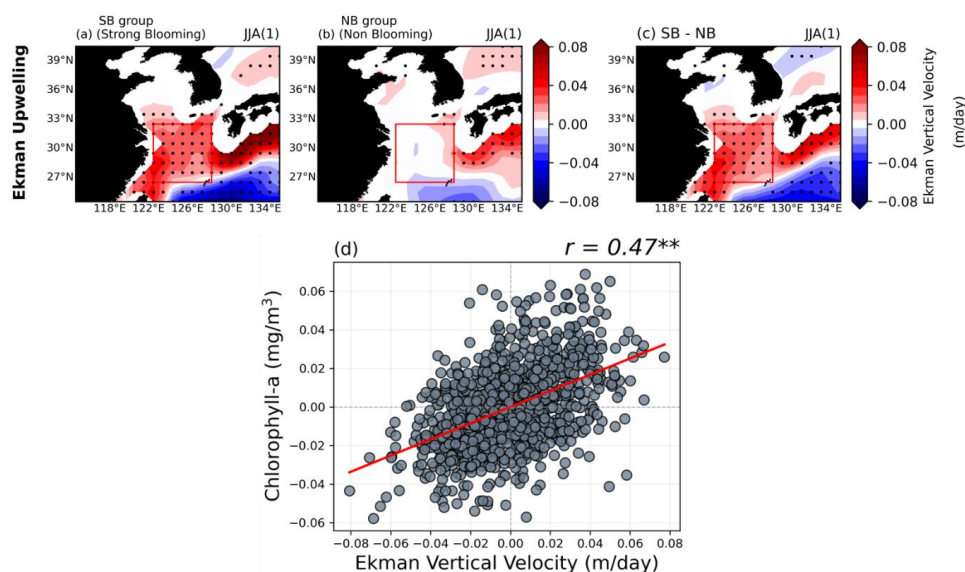 Ekman Upwelling
SB group
(a) (Strong Blooming) JJA(1)
39°N
36°N
33°N
30°N
27°N
118°E 122°E 126°E 130°E 134°E
NB group
(b) (Non Blooming) JJA(1)
39°N
36°N
33°N
30°N
27°N
118°E 122°E 126°E 130°E 134°E
0.08
0.04
0.00
−0.04
−0.08
(c) SB - NB JJA(1)
39°N
36°N
33°N
30°N
27°N
118°E 122°E 126°E 130°E 134°E
0.08
0.04
0.00
−0.04
−0.08
Ekman Vertical Velocity
(m/day)
(d) r = 0.47**
Chlorophyll-a (mg/m³)
0.06
0.04
0.02
0.00
−0.02
−0.04
−0.06
−0.08 −0.06 −0.04 −0.02 0.00 0.02 0.04 0.06 0.08
Ekman Vertical Velocity (m/day)